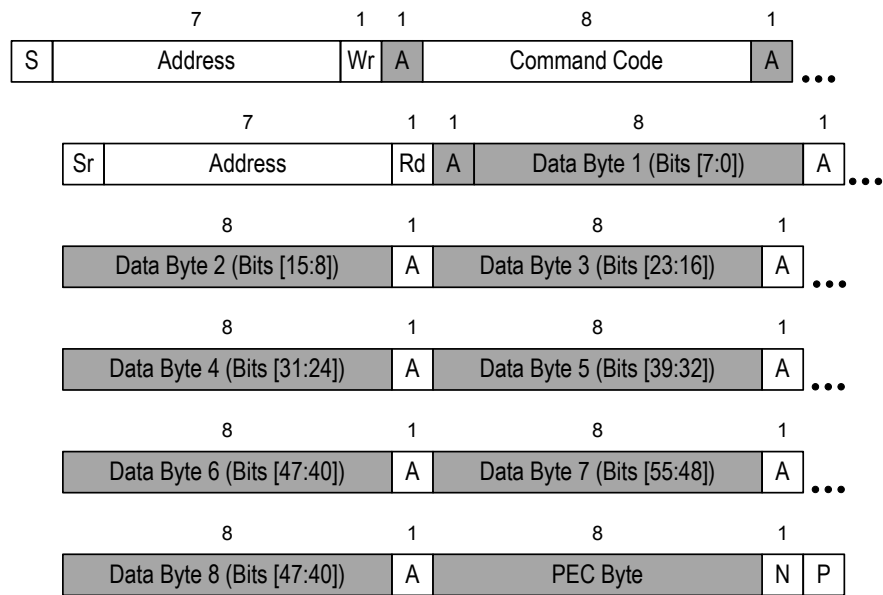 7 1 1 8 1
S Address Wr A Command Code A ...
7 1 1 8 1
Sr Address Rd A Data Byte 1 (Bits [7:0]) A ...
8 1 8 1
Data Byte 2 (Bits [15:8]) A Data Byte 3 (Bits [23:16]) A ...
8 1 8 1
Data Byte 4 (Bits [31:24]) A Data Byte 5 (Bits [39:32]) A ...
8 1 8 1
Data Byte 6 (Bits [47:40]) A Data Byte 7 (Bits [55:48]) A ...
8 1 8 1
Data Byte 8 (Bits [47:40]) A PEC Byte N P